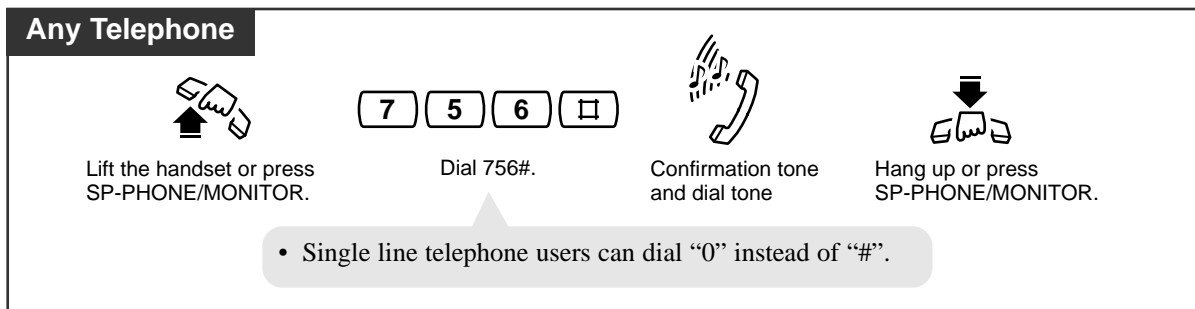 Any Telephone
7 5 6 #
Lift the handset or press
SP-PHONE/MONITOR.
Dial 756#.
Confirmation tone
and dial tone
Hang up or press
SP-PHONE/MONITOR.
• Single line telephone users can dial “0” instead of “#”.